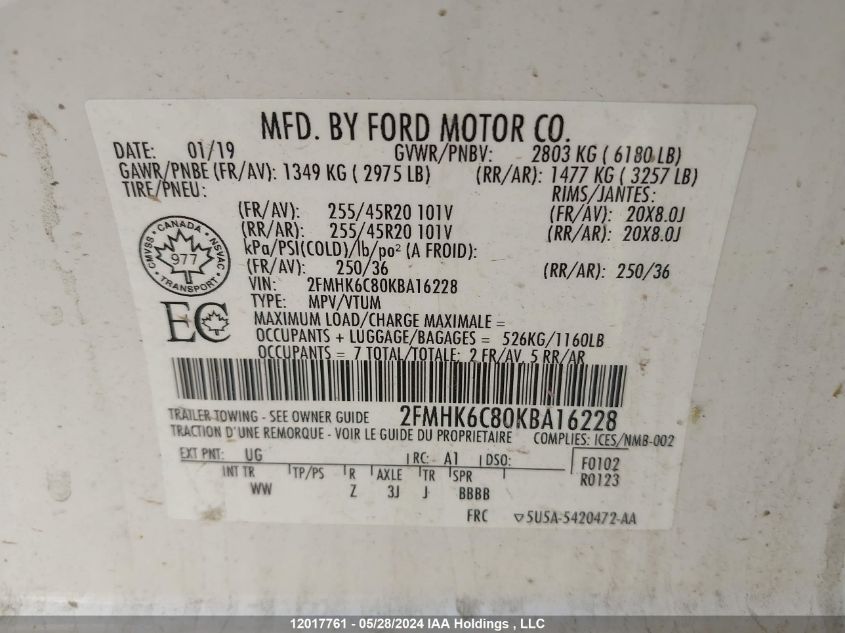 MFD. BY FORD MOTOR CO.
DATE: 01/19 GVWR/PNBV: 2803 KG ( 6180 LB)
GAWR/PNBE (FR/AV): 1349 KG ( 2975 LB) (RR/AR): 1477 KG ( 3257 LB)
TIRE/PNEU: RIMS/JANTES:
(FR/AV): 255/45R20 101V (FR/AV): 20X8.0J
(RR/AR): 255/45R20 101V (RR/AR): 20X8.0J
kPa/PSI(COLD)/lb/po² (A FROID):
(FR/AV): 250/36 (RR/AR): 250/36
CANADA
CMVSS NSVAC
977
TRANSPORT
VIN: 2FMHK6C80KBA16228
TYPE: MPV/VTUM
EC
MAXIMUM LOAD/CHARGE MAXIMALE =
OCCUPANTS + LUGGAGE/BAGAGES = 526KG/1160LB
OCCUPANTS = 7 TOTAL/TOTALE: 2 FR/AV, 5 RR/AR
TRAILER TOWING - SEE OWNER GUIDE 2FMHK6C80KBA16228
TRACTION D'UNE REMORQUE - VOIR LE GUIDE DU PROPRIETAIRE COMPLIES: ICES/NMB-002
EXT PNT: UG RC: A1 DSO: F0102
INT TR TP/PS R AXLE TR SPR R0123
WW Z 3J J BBBB
FRC 5U5A-5420472-AA
12017761 - 05/28/2024 IAA Holdings , LLC